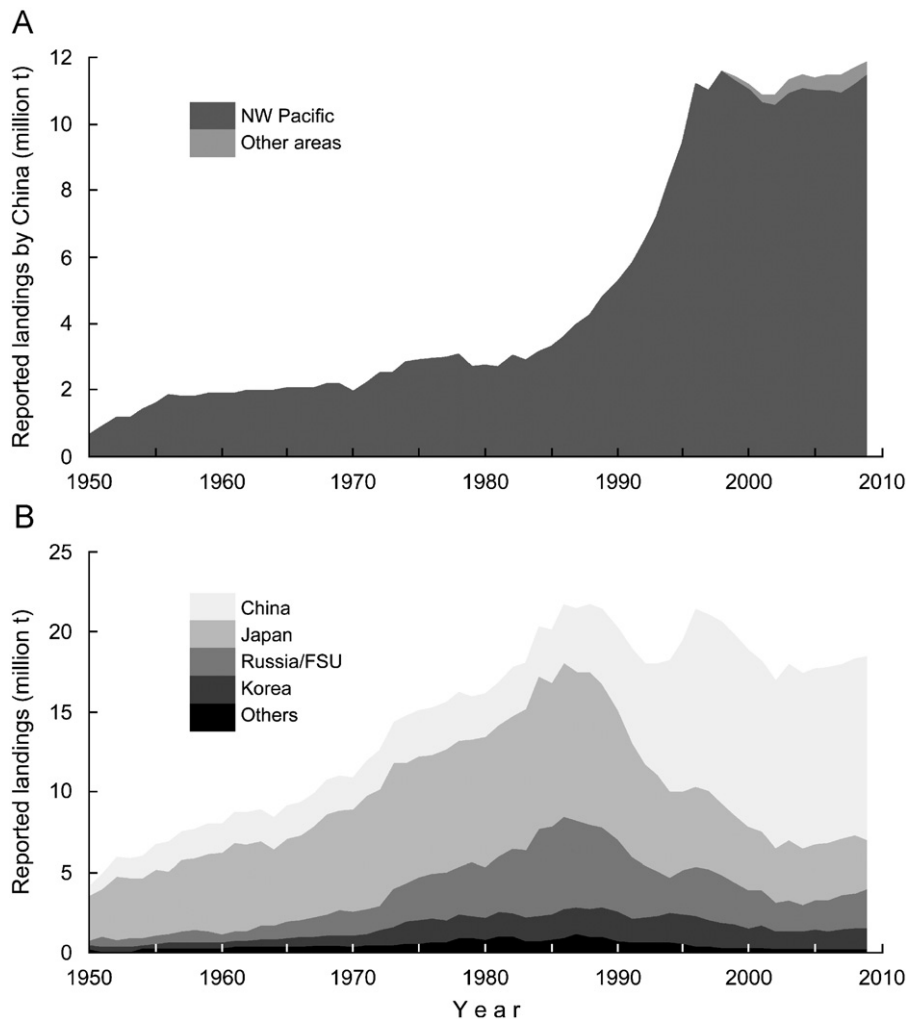 A
Reported landings by China (million t)
12
10
8
6
4
2
0
NW Pacific
Other areas
1950
1960
1970
1980
1990
2000
2010
B
Reported landings (million t)
25
20
15
10
5
0
China
Japan
Russia/FSU
Korea
Others
1950
1960
1970
1980
1990
2000
2010
Year